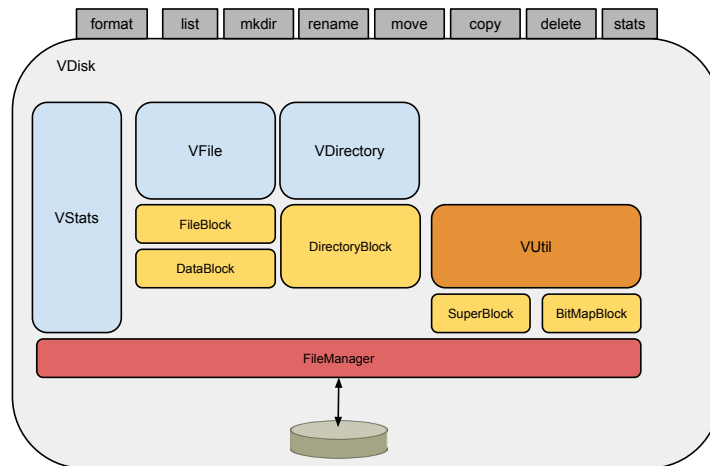 format list mkdir rename move copy delete stats
VDisk
VStats
VFile
VDirectory
FileBlock
DataBlock
DirectoryBlock
VUtil
SuperBlock
BitMapBlock
FileManager